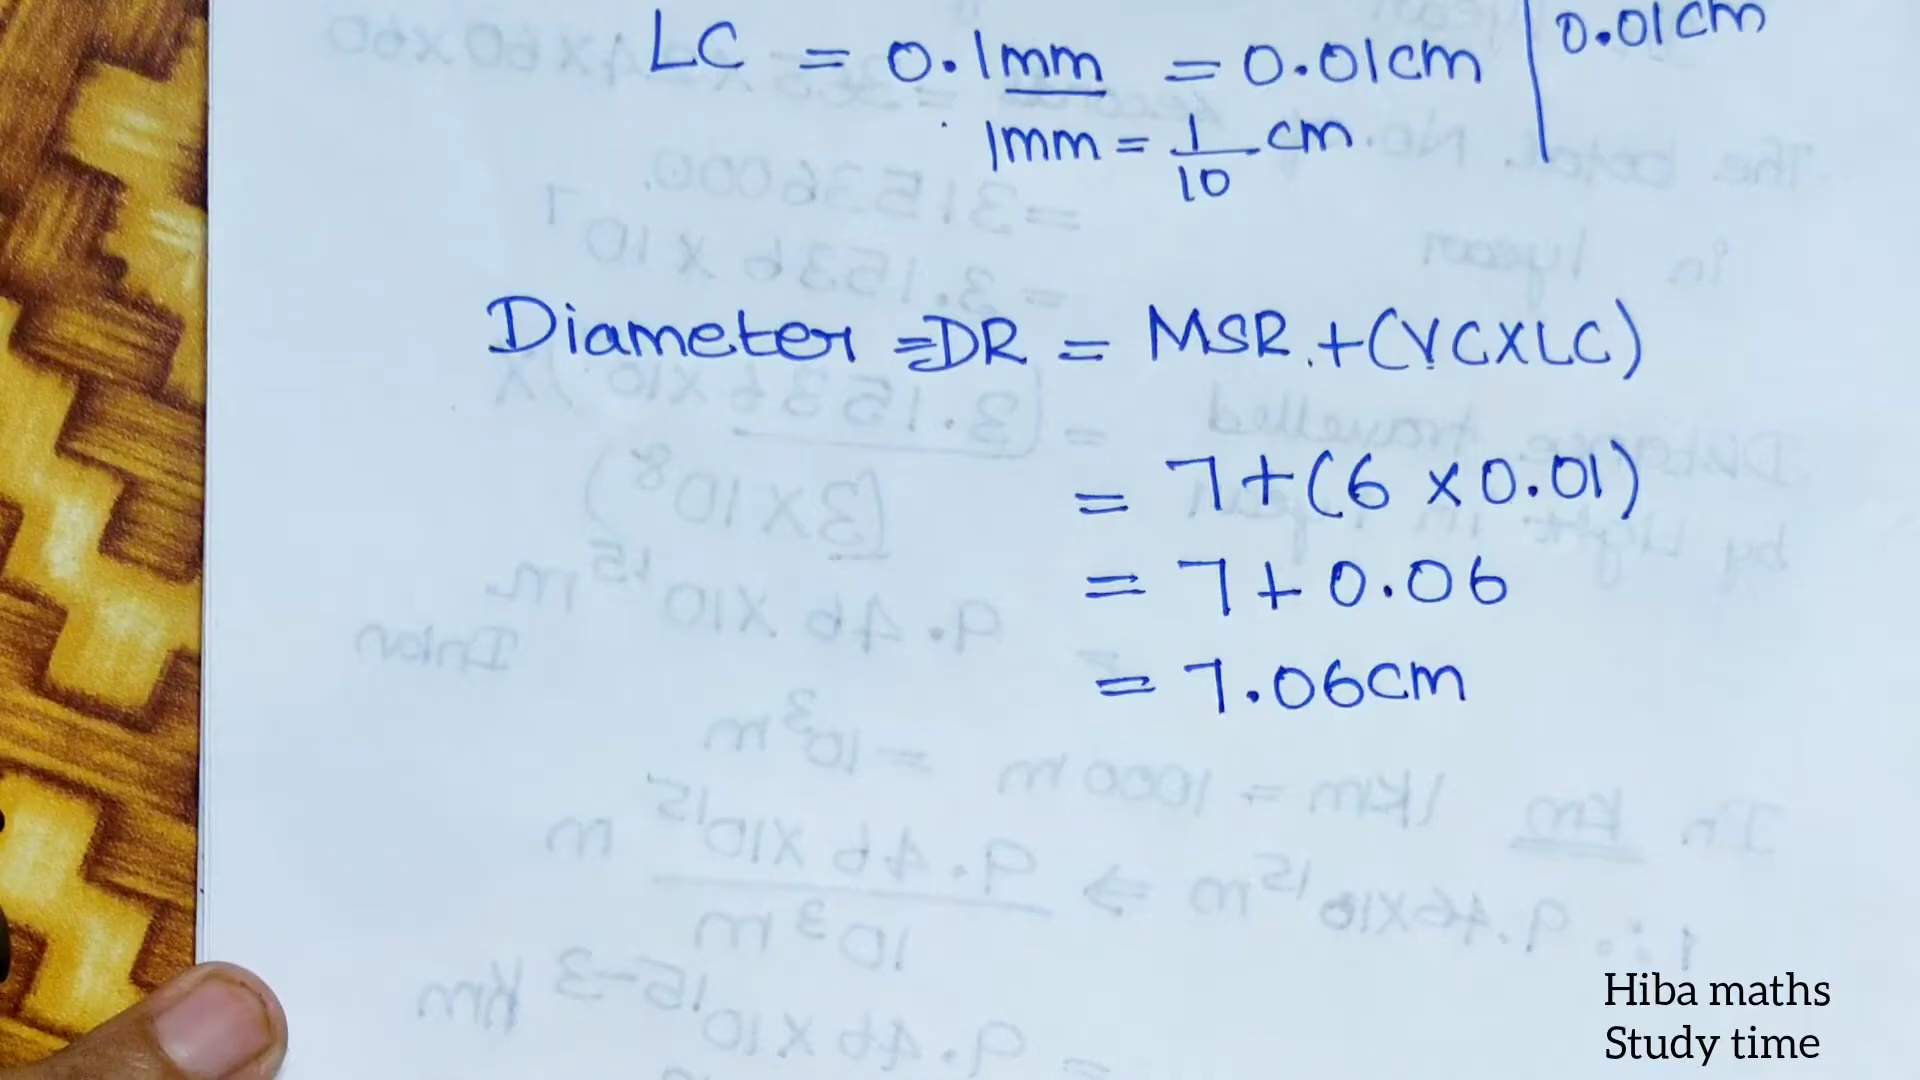 LC = 0.1mm = 0.01cm | 0.01cm
1mm = 1/10 cm
Diameter = DR = MSR + (VC X LC)
= 7 + (6 x 0.01)
= 7 + 0.06
= 7.06cm
Hiba maths
Study time